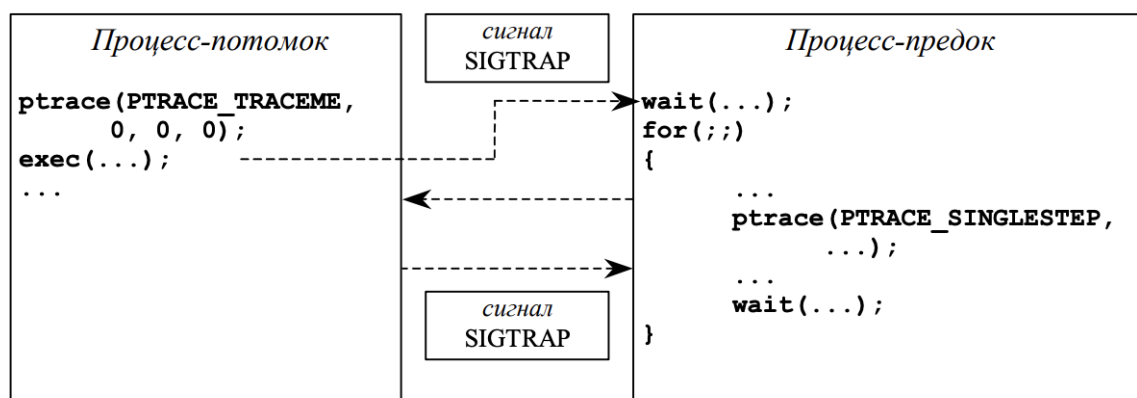 Процесс-потомок
ptrace(PTRACE_TRACEME,
0, 0, 0);
exec(...);
...
сигнал
SIGTRAP
Процесс-предок
wait(...);
for(;;)
{
...
ptrace(PTRACE_SINGLESTEP,
...);
...
wait(...);
}
сигнал
SIGTRAP